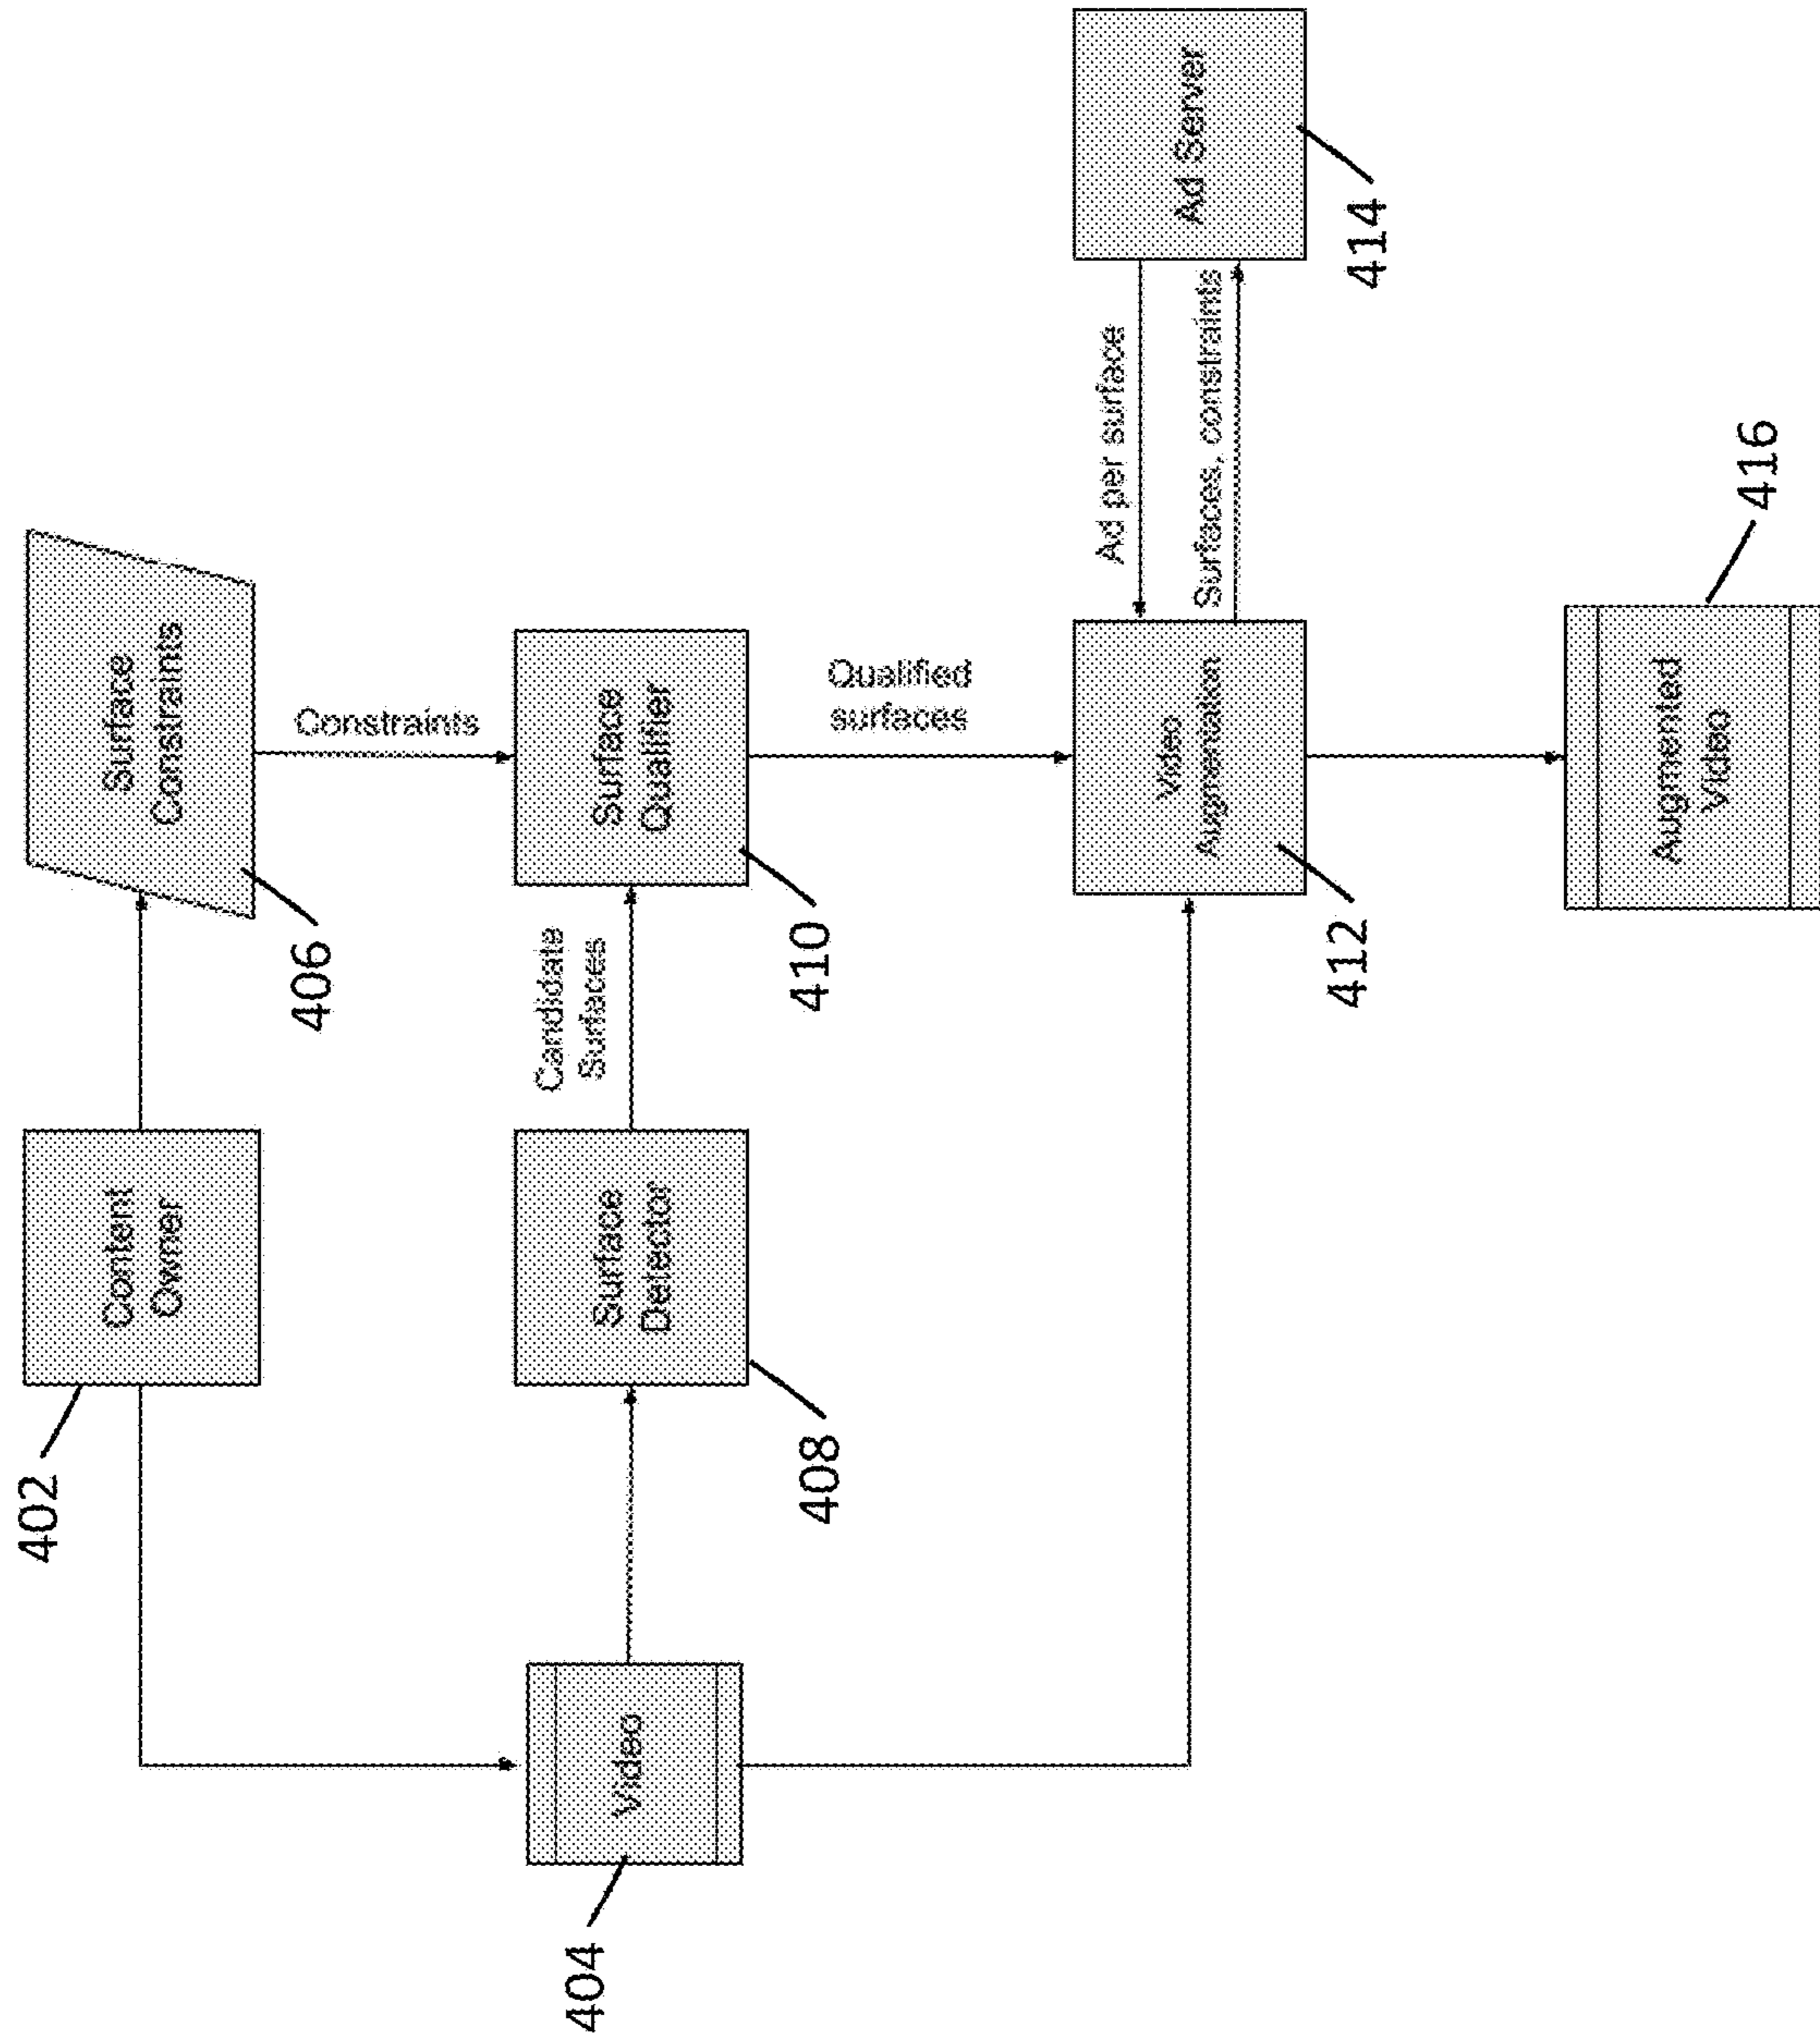 402
Content
Owner
Surface
Constraints
406
Constraints
404
Video
Surface
Detector
408
Candidate
Surfaces
Surface
Qualifier
410
Qualified
surfaces
Video
Augmentation
412
Ad per surface
Surfaces, constraints
Ad Server
414
Augmented
Video
416